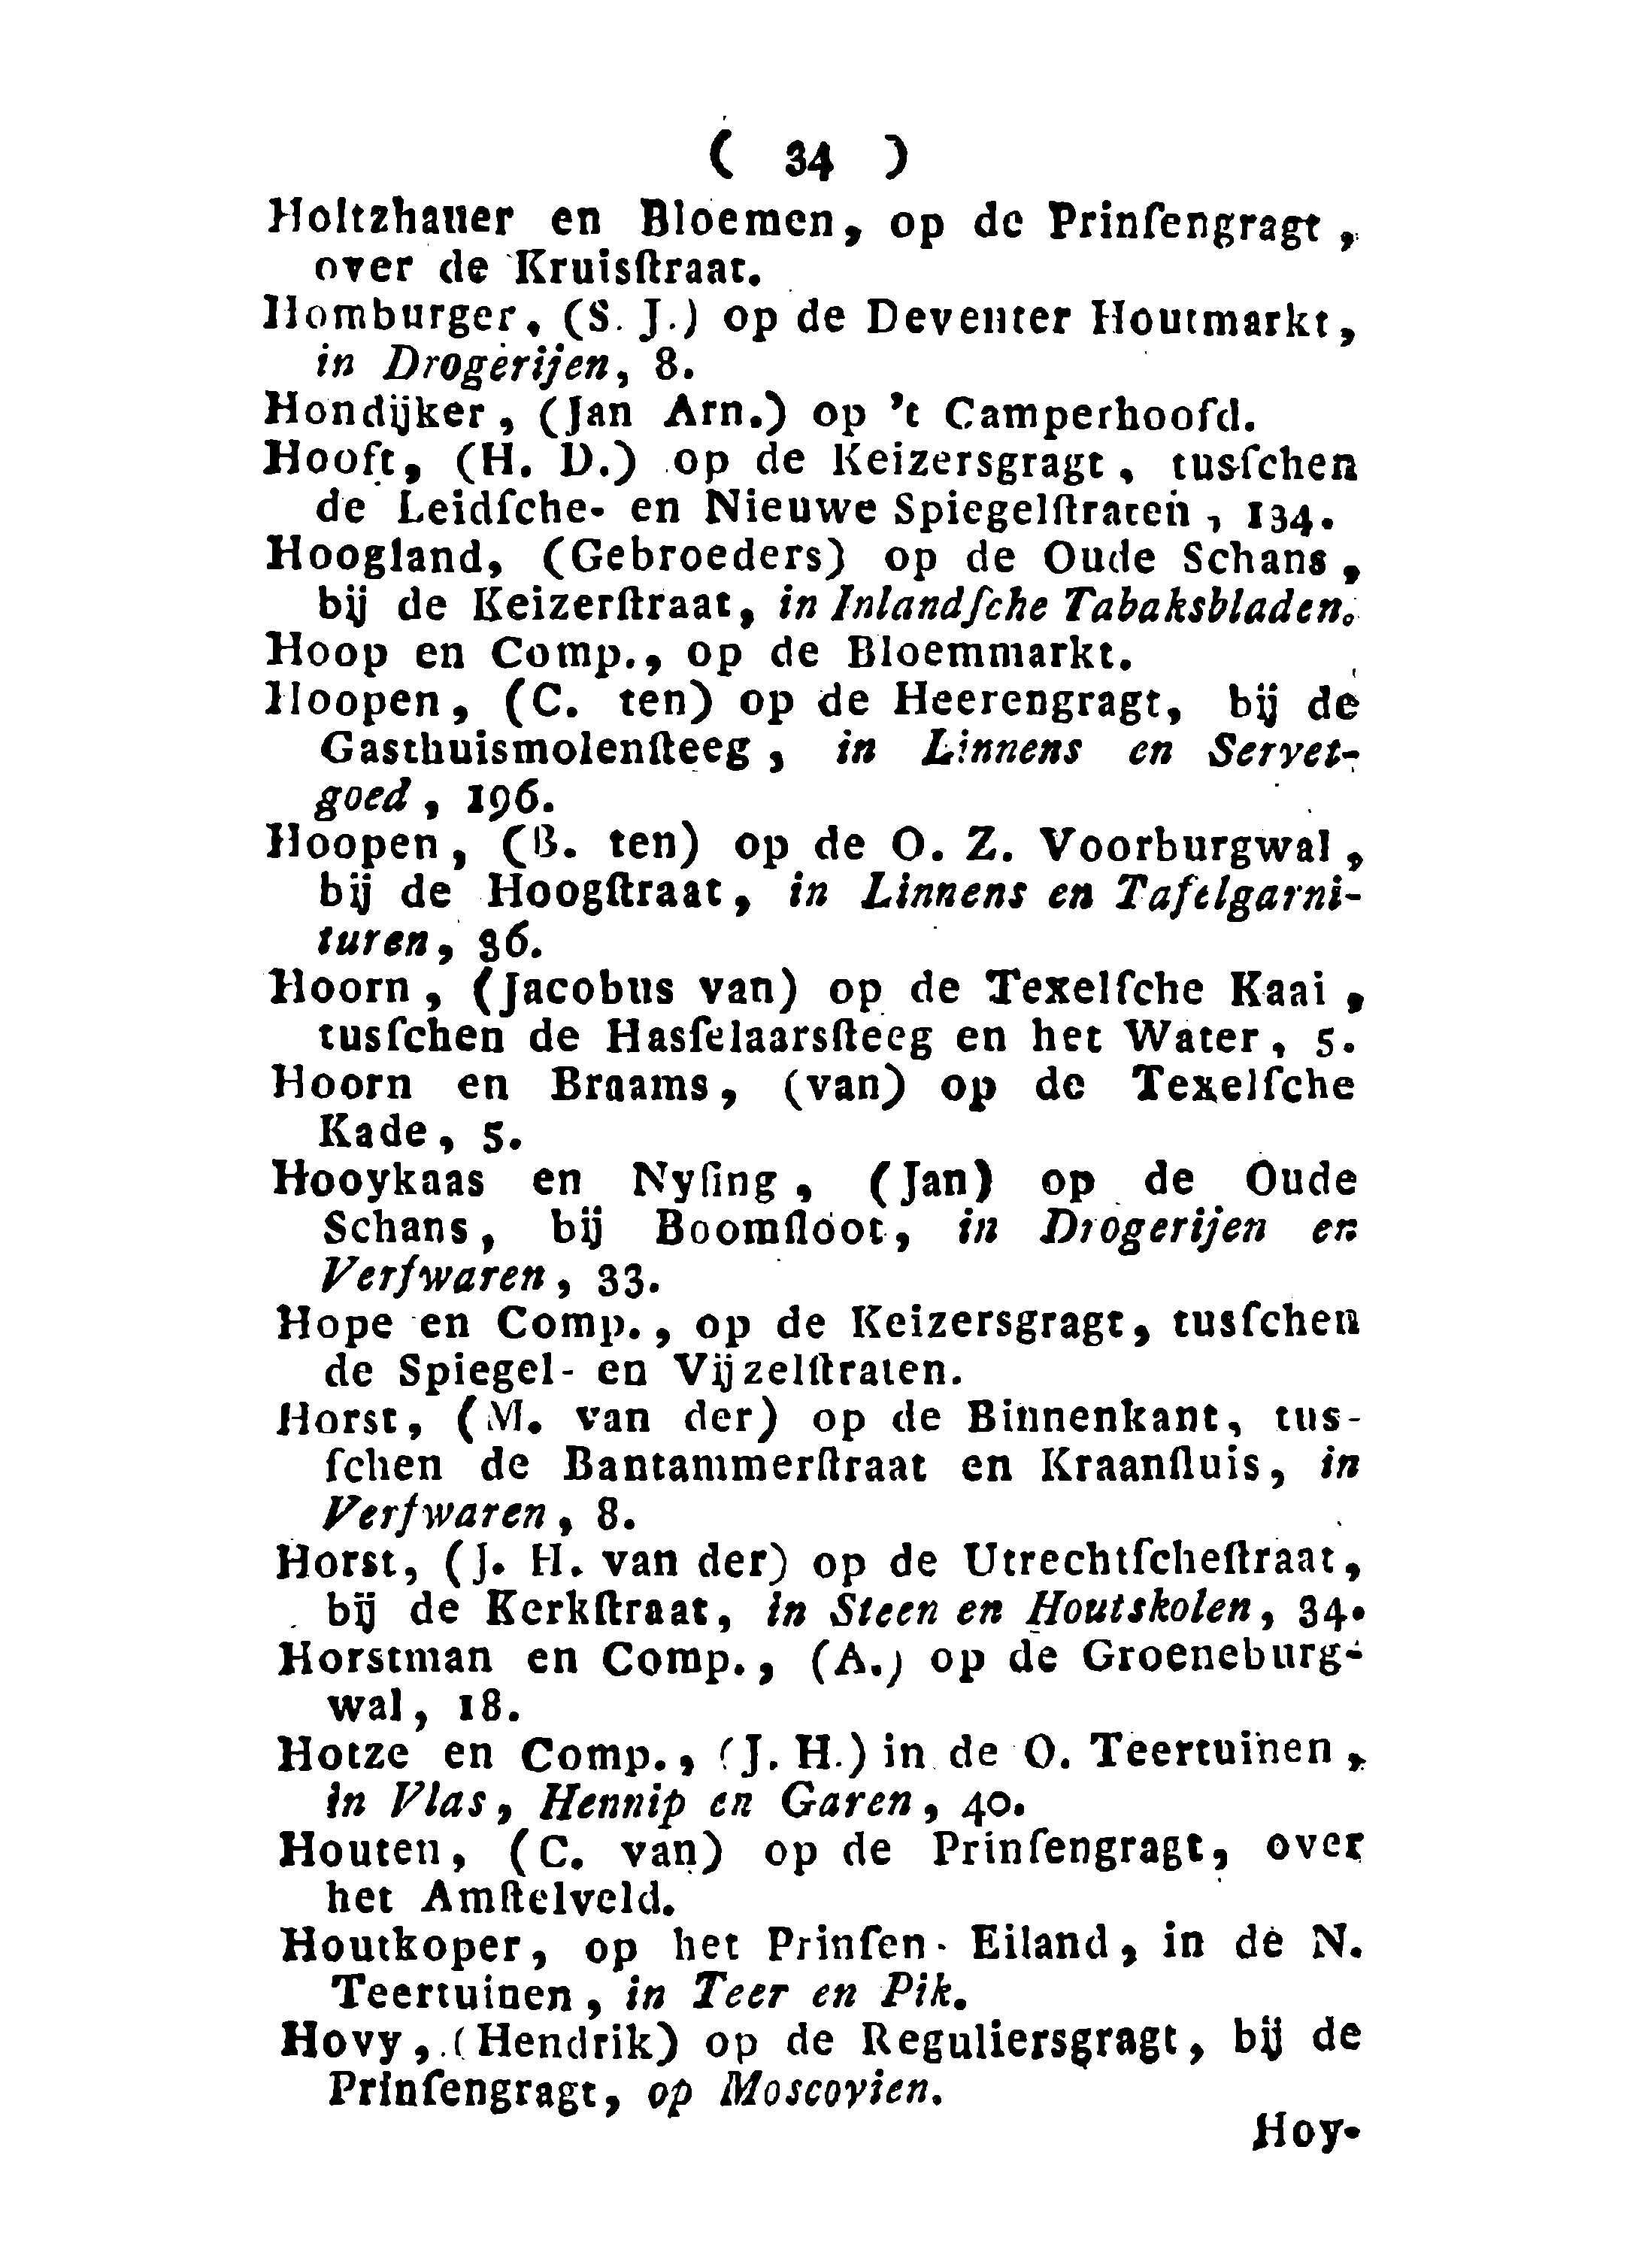 ( 34 )
Holtzhauer en Bloemen, op de Prinſengragt,
over de Kruisſtraat.
Homburger, (S. J.) op de Deventer Houtmarkt,
in Drogerijen, 8.
Hondijker, (Jan Arn.) op 't Camperhoofd.
Hooft, (H. D.) op de Keizersgragt, tusſchen
de Leidſche- en Nieuwe Spiegelſtraten, 134.
Hoogland, (Gebroeders) op de Oude Schans,
bij de Keizerſtraat, in Inlandſche Tabaksbladen.
Hoop en Comp., op de Bloemmarkt.
Hoopen, (C. ten) op de Heerengragt, bij de
Gasthuismolenſteeg, in Linnens en Servet-
goed, 196.
Hoopen, (B. ten) op de O. Z. Voorburgwal,
bij de Hoogſtraat, in Linnens en Tafelgarni-
turen, 36.
Hoorn, (Jacobus van) op de Texelſche Kaai,
tusſchen de Hasſelaarsſteeg en het Water, 5.
Hoorn en Braams, (van) op de Texelſche
Kade, 5.
Hooykaas en Nyſing, (Jan) op de Oude
Schans, bij Boomſloot, in Drogerijen en
Verfwaren, 33.
Hope en Comp., op de Keizersgragt, tusſchen
de Spiegel- en Vijzelſtraten.
Horst, (M. van der) op de Binnenkant, tus-
ſchen de Bantammerſtraat en Kraanſluis, in
Verfwaren, 8.
Horst, (J. H. van der) op de Utrechtſcheſtraat,
bij de Kerkſtraat, in Steen en Houtskolen, 34.
Horstman en Comp., (A.) op de Groeneburg-
wal, 18.
Hotze en Comp., (J. H.) in de O. Teertuinen,
in Vlas, Hennip en Garen, 40.
Houten, (C. van) op de Prinſengragt, over
het Amſtelveld.
Houtkoper, op het Prinſen-Eiland, in de N.
Teertuinen, in Teer en Pik.
Hovy, (Hendrik) op de Reguliersgragt, bij de
Prinſengragt, op Moscovien.
Hoy-